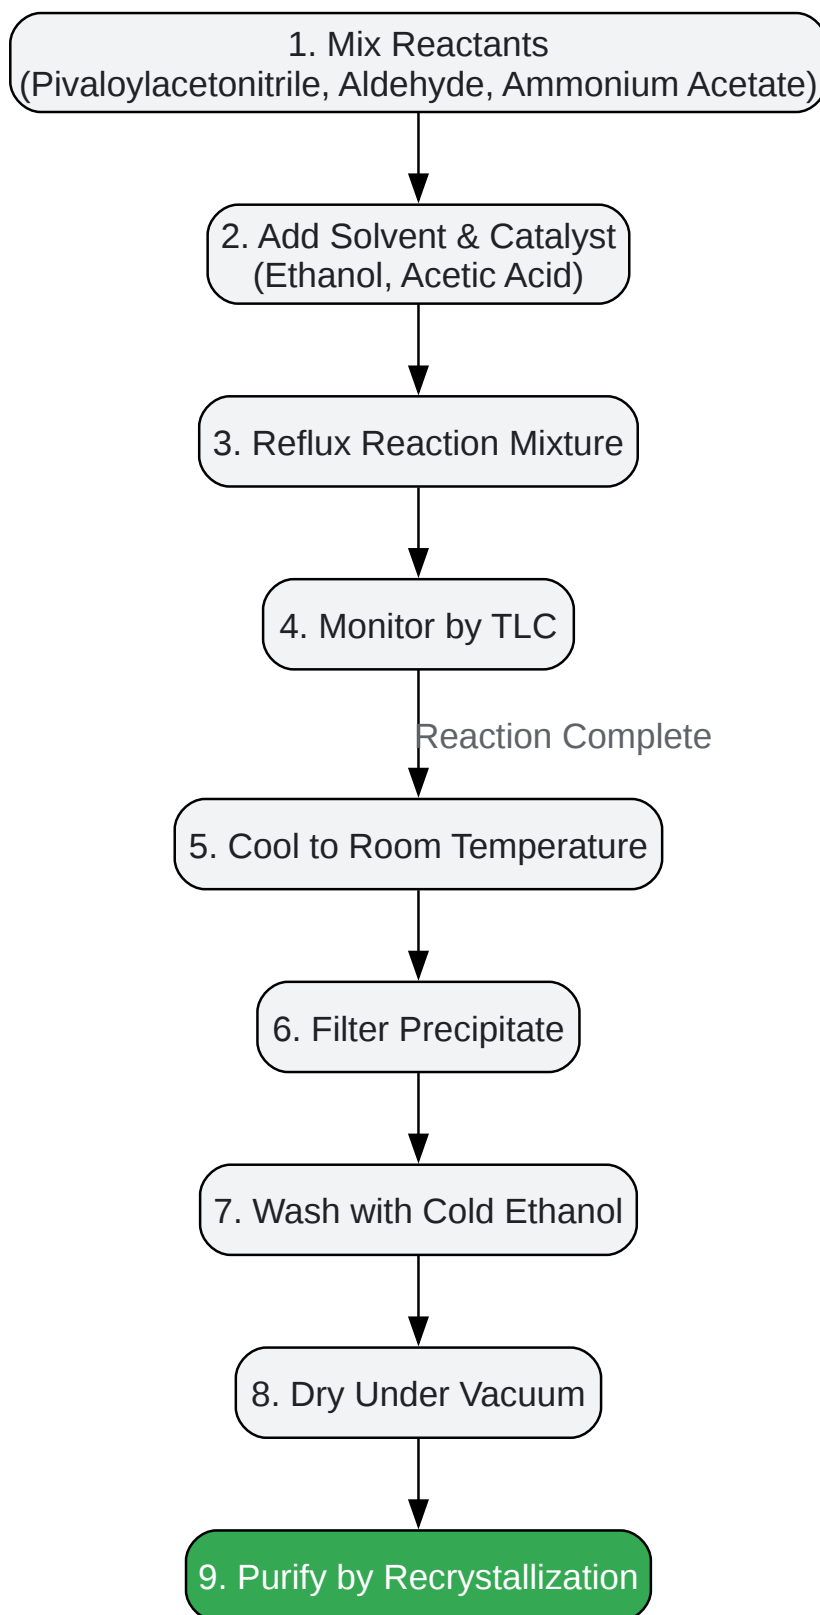 1. Mix Reactants
(Pivaloylacetonitrile, Aldehyde, Ammonium Acetate)
2. Add Solvent & Catalyst
(Ethanol, Acetic Acid)
3. Reflux Reaction Mixture
4. Monitor by TLC
Reaction Complete
5. Cool to Room Temperature
6. Filter Precipitate
7. Wash with Cold Ethanol
8. Dry Under Vacuum
9. Purify by Recrystallization